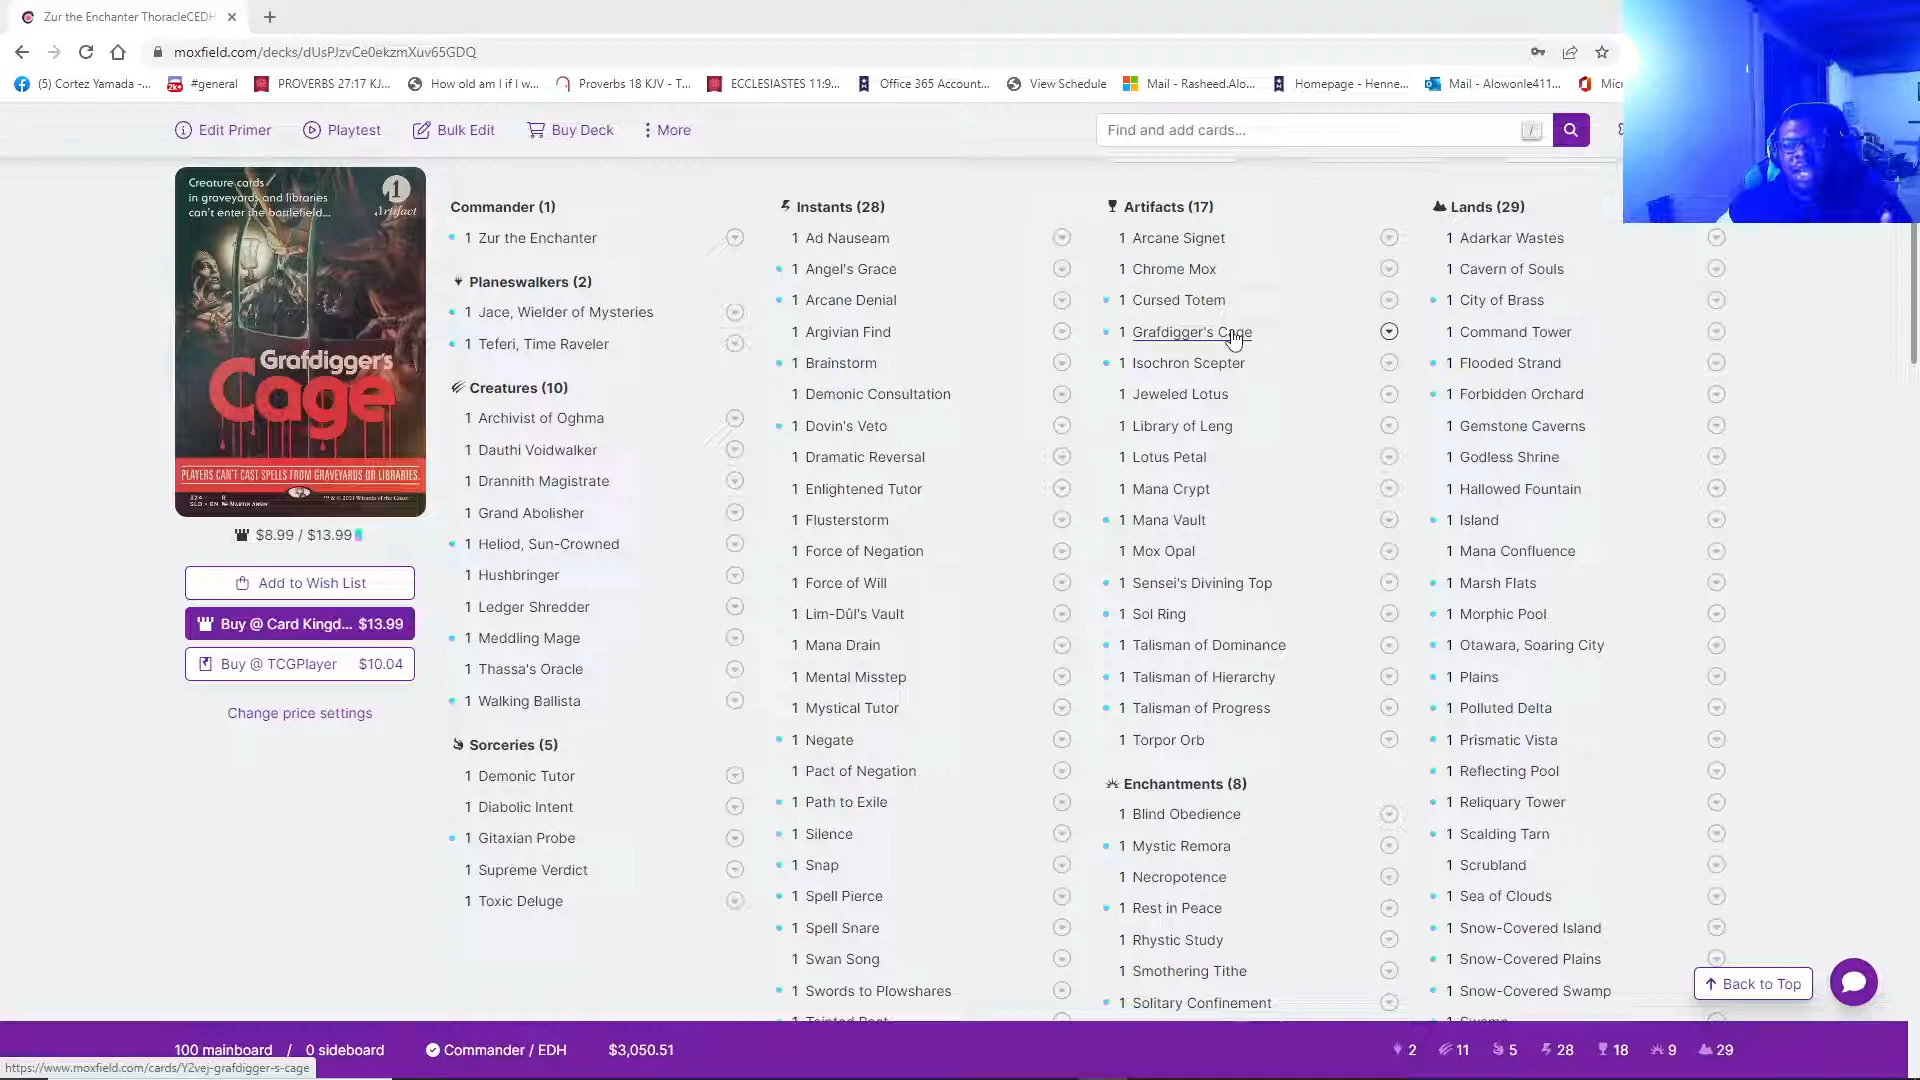 Zur the Enchanter ThoracleCEDH
moxfield.com/decks/dUsPJzvCe0ekzmXuv65GDQ
(5) Cortez Yamada -...
2K+
#general
PROVERBS 27:17 KJ...
How old am I if I w...
Proverbs 18 KJV - T...
ECCLESIASTES 11:9...
Office 365 Account...
View Schedule
Mail - Rasheed.Alo...
Homepage - Henne...
Mail - Alowonle411...
Micr
Edit Primer
Playtest
Bulk Edit
Buy Deck
More
Find and add cards...
/
Creature cards
in graveyards and libraries
can't enter the battlefield...
1
Artifact
Grafdigger's
Cage
PLAYERS CAN'T CAST SPELLS FROM GRAVEYARDS OR LIBRARIES.
$8.99 / $13.99
Add to Wish List
Buy @ Card Kingd... $13.99
Buy @ TCGPlayer $10.04
Change price settings
Commander (1)
1 Zur the Enchanter
Planeswalkers (2)
1 Jace, Wielder of Mysteries
1 Teferi, Time Raveler
Creatures (10)
1 Archivist of Oghma
1 Dauthi Voidwalker
1 Drannith Magistrate
1 Grand Abolisher
1 Heliod, Sun-Crowned
1 Hushbringer
1 Ledger Shredder
1 Meddling Mage
1 Thassa's Oracle
1 Walking Ballista
Sorceries (5)
1 Demonic Tutor
1 Diabolic Intent
1 Gitaxian Probe
1 Supreme Verdict
1 Toxic Deluge
Instants (28)
1 Ad Nauseam
1 Angel's Grace
1 Arcane Denial
1 Argivian Find
1 Brainstorm
1 Demonic Consultation
1 Dovin's Veto
1 Dramatic Reversal
1 Enlightened Tutor
1 Flusterstorm
1 Force of Negation
1 Force of Will
1 Lim-Dûl's Vault
1 Mana Drain
1 Mental Misstep
1 Mystical Tutor
1 Negate
1 Pact of Negation
1 Path to Exile
1 Silence
1 Snap
1 Spell Pierce
1 Spell Snare
1 Swan Song
1 Swords to Plowshares
1 Tainted Pact
Artifacts (17)
1 Arcane Signet
1 Chrome Mox
1 Cursed Totem
1 Grafdigger's Cage
1 Isochron Scepter
1 Jeweled Lotus
1 Library of Leng
1 Lotus Petal
1 Mana Crypt
1 Mana Vault
1 Mox Opal
1 Sensei's Divining Top
1 Sol Ring
1 Talisman of Dominance
1 Talisman of Hierarchy
1 Talisman of Progress
1 Torpor Orb
Enchantments (8)
1 Blind Obedience
1 Mystic Remora
1 Necropotence
1 Rest in Peace
1 Rhystic Study
1 Smothering Tithe
1 Solitary Confinement
Lands (29)
1 Adarkar Wastes
1 Cavern of Souls
1 City of Brass
1 Command Tower
1 Flooded Strand
1 Forbidden Orchard
1 Gemstone Caverns
1 Godless Shrine
1 Hallowed Fountain
1 Island
1 Mana Confluence
1 Marsh Flats
1 Morphic Pool
1 Otawara, Soaring City
1 Plains
1 Polluted Delta
1 Prismatic Vista
1 Reflecting Pool
1 Reliquary Tower
1 Scalding Tarn
1 Scrubland
1 Sea of Clouds
1 Snow-Covered Island
1 Snow-Covered Plains
1 Snow-Covered Swamp
1 Swamp
Back to Top
100 mainboard / 0 sideboard
Commander / EDH
$3,050.51
2 11 5 28 18 9 29
https://www.moxfield.com/cards/Y2vej-grafdigger-s-cage